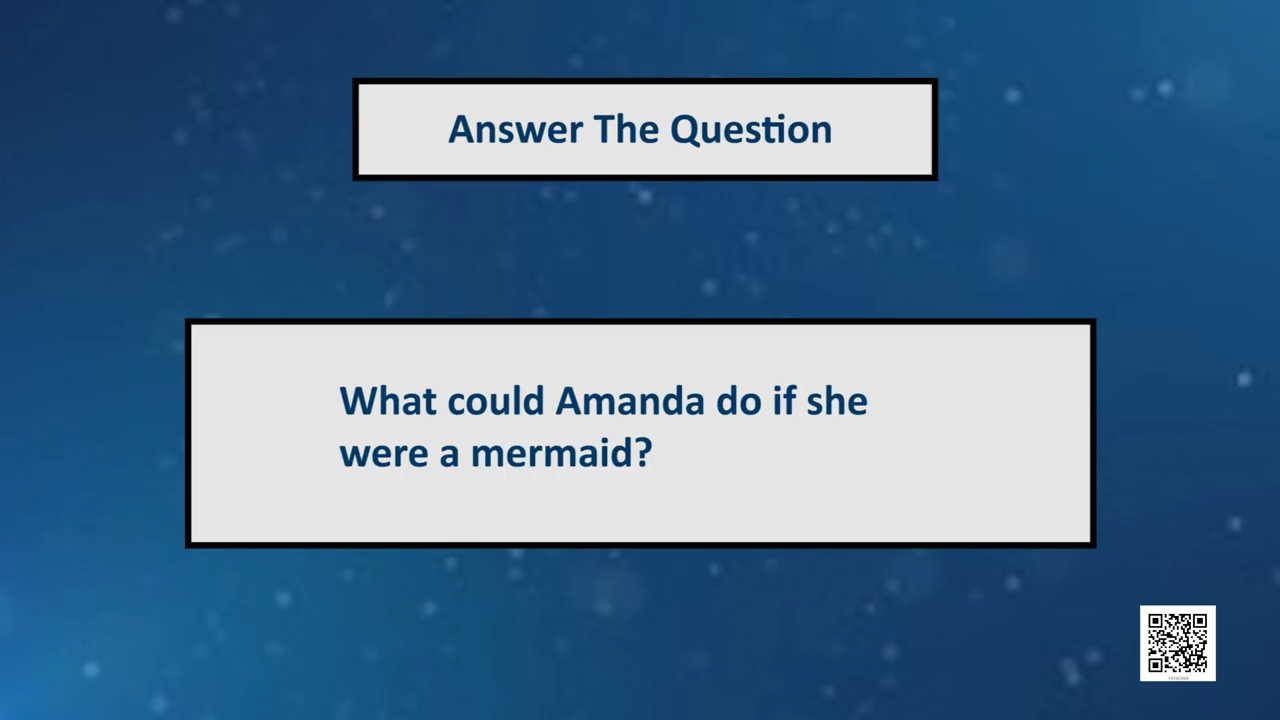 Answer The Question
What could Amanda do if she
were a mermaid?